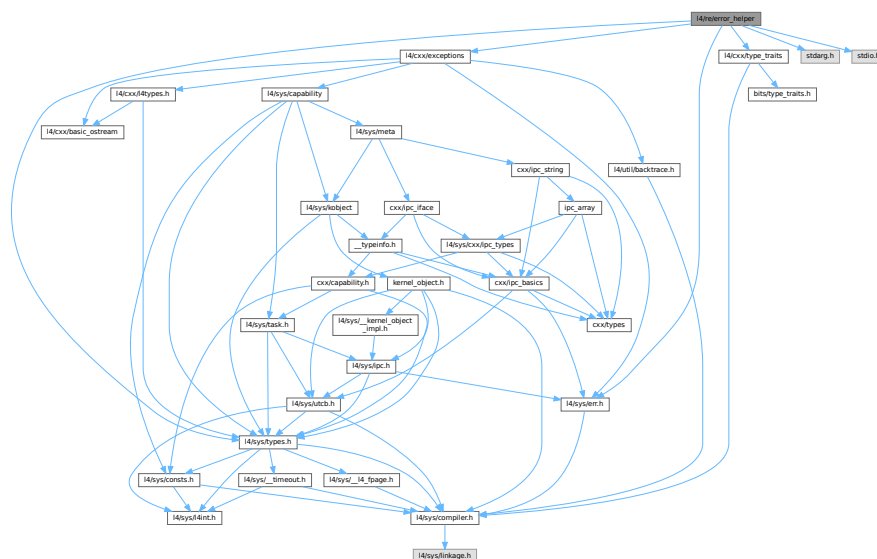 l4/re/error_helper
l4/cxx/exceptions
l4/cxx/type_traits
stdarg.h
stdio.h
l4/cxx/l4types.h
l4/sys/capability
bits/type_traits.h
l4/cxx/basic_ostream
l4/sys/meta
cxx/ipc_string
l4/util/backtrace.h
l4/sys/kobject
cxx/ipc_iface
ipc_array
__typeinfo.h
l4/sys/cxx/ipc_types
cxx/capability.h
kernel_object.h
cxx/ipc_basics
l4/sys/task.h
l4/sys/__kernel_object
_impl.h
cxx/types
l4/sys/ipc.h
l4/sys/utcb.h
l4/sys/err.h
l4/sys/types.h
l4/sys/consts.h
l4/sys/__timeout.h
l4/sys/__l4_fpage.h
l4/sys/l4int.h
l4/sys/compiler.h
l4/sys/linkage.h